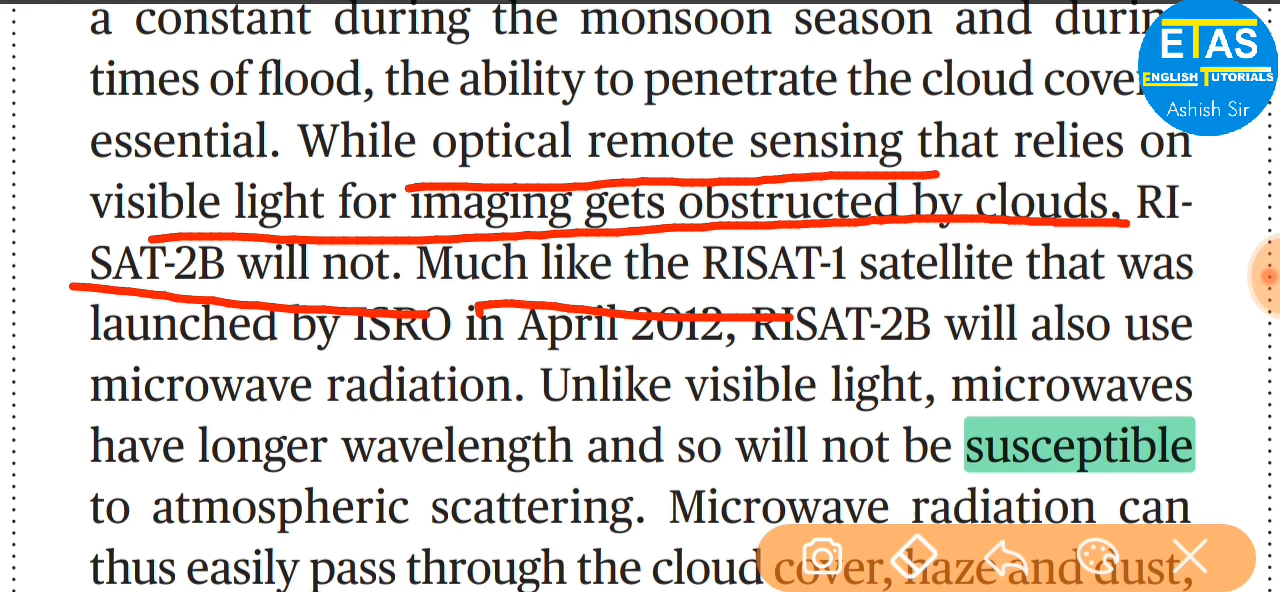 a constant during the monsoon season and during
times of flood, the ability to penetrate the cloud cover
essential. While optical remote sensing that relies on
visible light for imaging gets obstructed by clouds, RI-
SAT-2B will not. Much like the RISAT-1 satellite that was
launched by ISRO in April 2012, RISAT-2B will also use
microwave radiation. Unlike visible light, microwaves
have longer wavelength and so will not be susceptible
to atmospheric scattering. Microwave radiation can
thus easily pass through the cloud cover, haze and dust,
ETAS
ENGLISH TUTORIALS
Ashish Sir